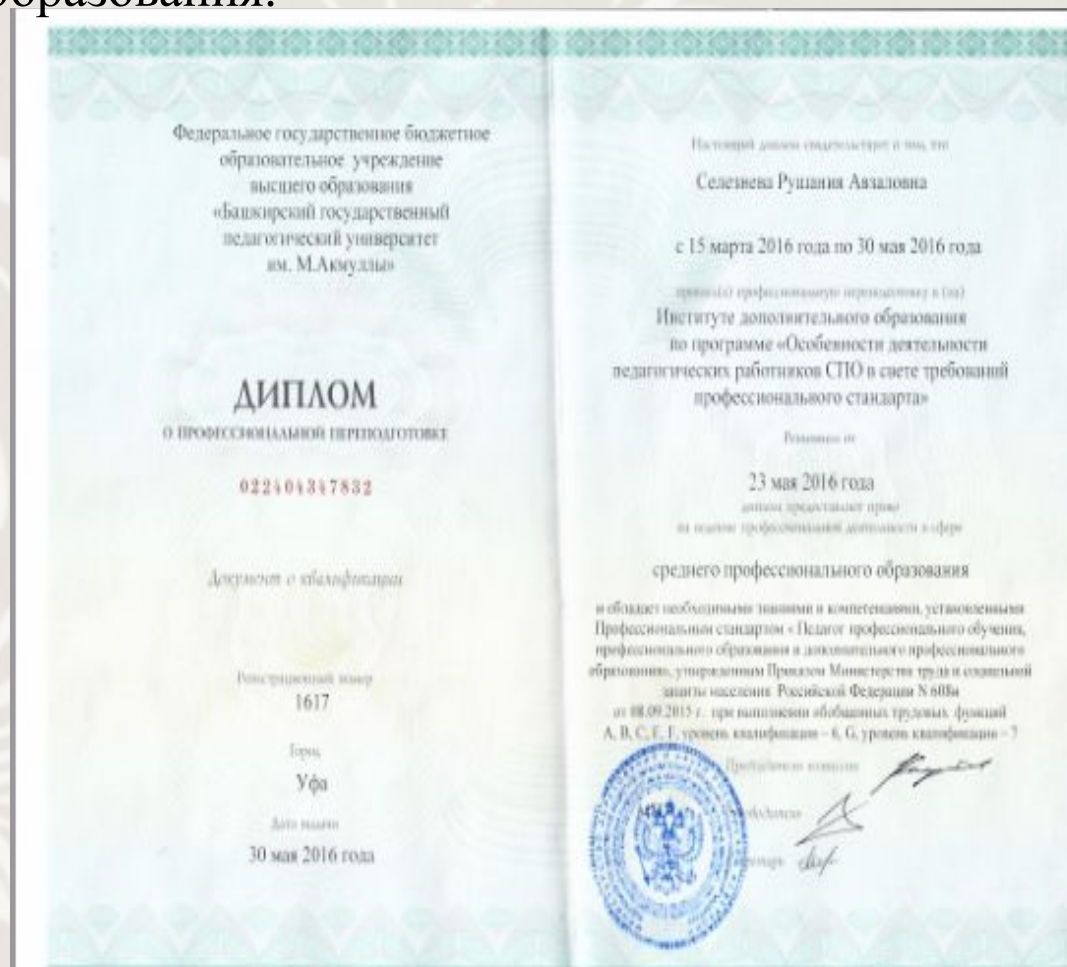 образования.
Федеральное государственное бюджетное
образовательное учреждение
высшего образования
«Башкирский государственный
педагогический университет
им. М.Акмуллы»
ДИПЛОМ
О ПРОФЕССИОНАЛЬНОЙ ПЕРЕПОДГОТОВКЕ
022404347832
Документ о квалификации
Регистрационный номер
1617
Город
Уфа
Дата выдачи
30 мая 2016 года
Настоящий диплом свидетельствует о том, что
Селезнева Рушания Авзаловна
с 15 марта 2016 года по 30 мая 2016 года
прошел(а) профессиональную переподготовку в (на)
Институте дополнительного образования
по программе «Особенности деятельности
педагогических работников СПО в свете требований
профессионального стандарта»
Решением от
23 мая 2016 года
диплом предоставляет право
на ведение профессиональной деятельности в сфере
среднего профессионального образования
и обладает необходимыми знаниями и компетенциями, установленными
Профессиональным стандартом « Педагог профессионального обучения,
профессионального образования и дополнительного профессионального
образования», утвержденным Приказом Министерства труда и социальной
защиты населения Российской Федерации N 608н
от 08.09.2015 г. при выполнении обобщенных трудовых функций
A, B, C, E, F, уровень квалификации – 6, G, уровень квалификации – 7
Председатель комиссии
Руководитель
Секретарь